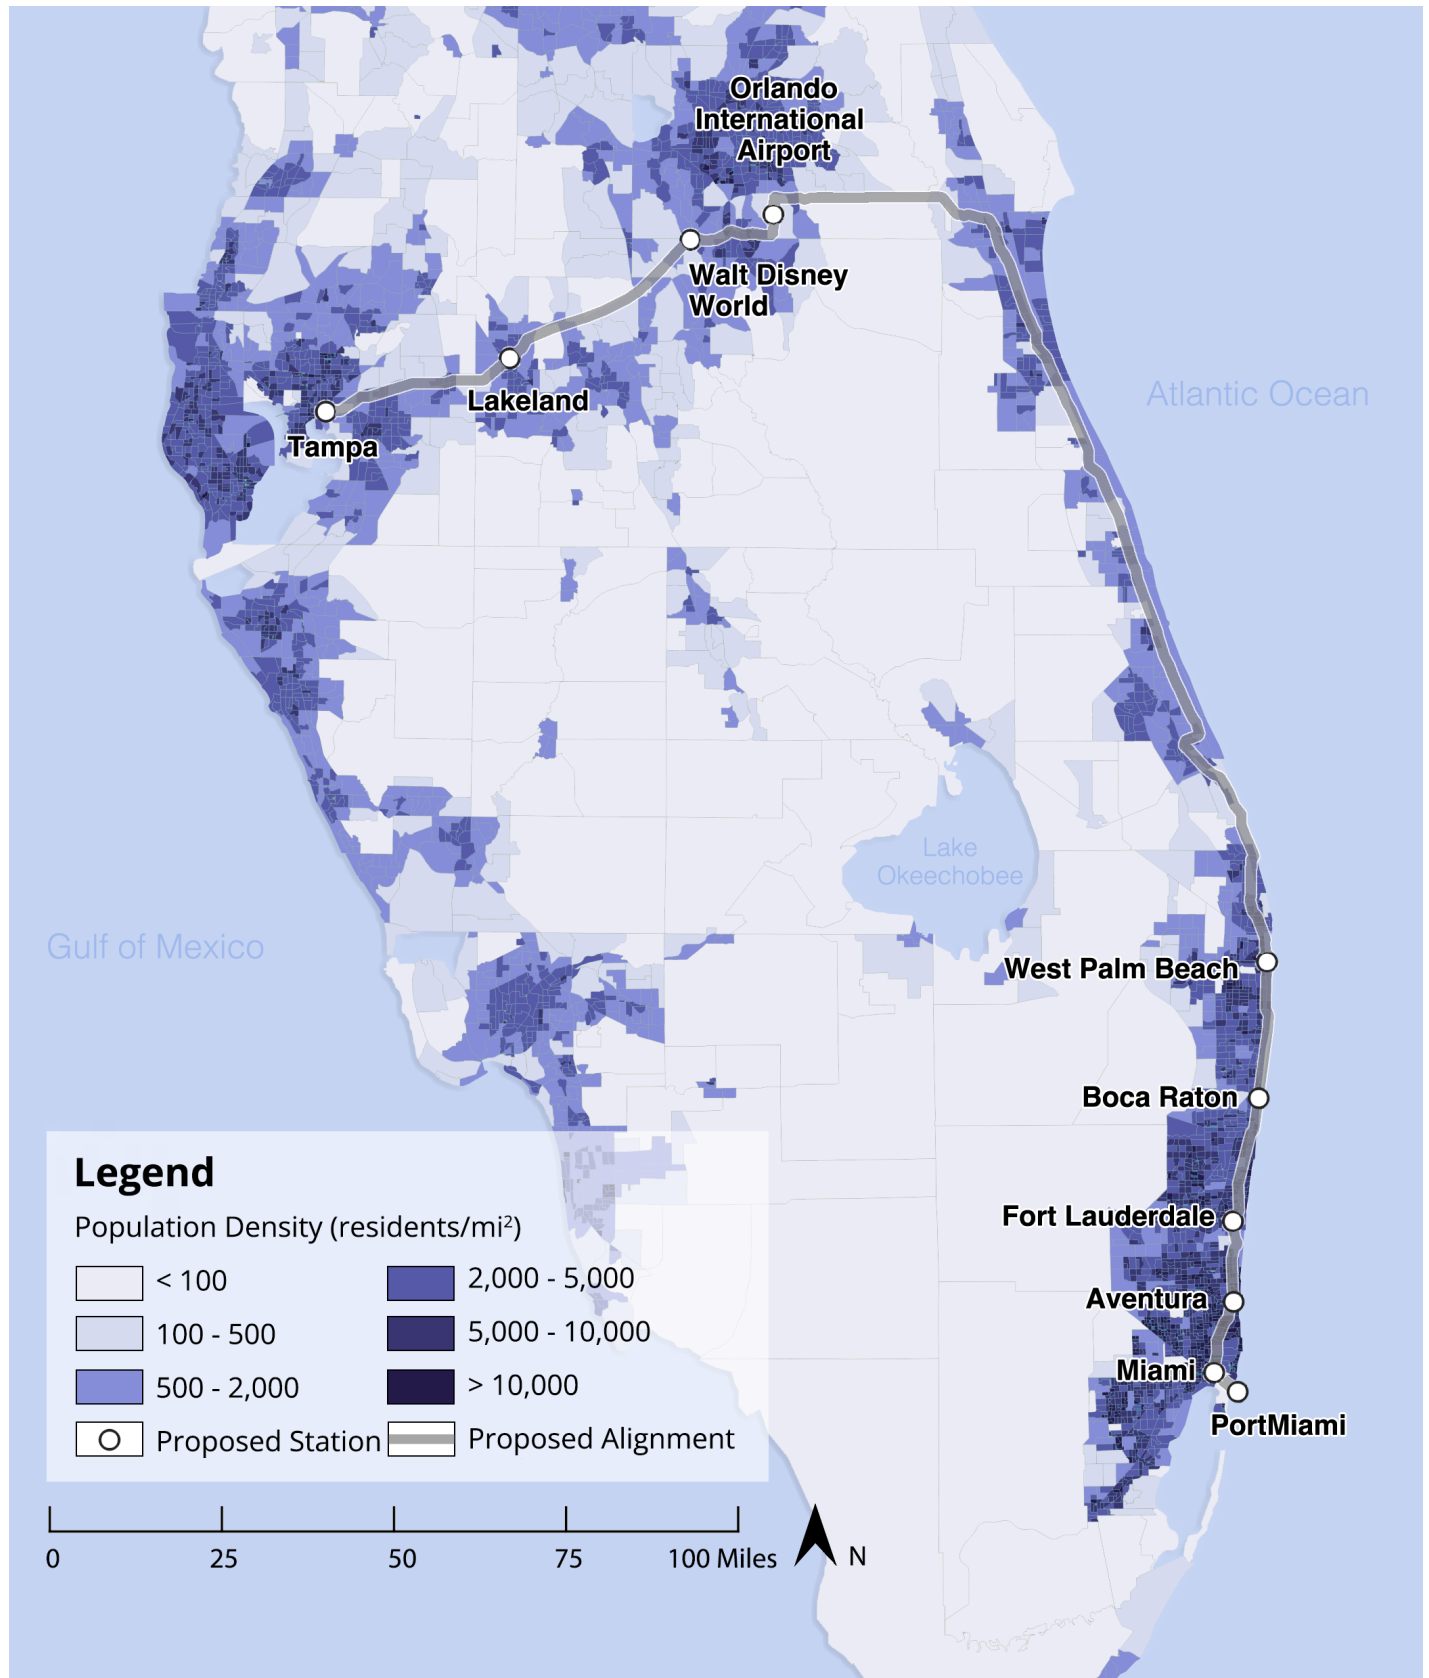 Orlando
International
Airport
Walt Disney
World
Atlantic Ocean
Lakeland
Tampa
Lake
Okeechobee
Gulf of Mexico
West Palm Beach
Boca Raton
Fort Lauderdale
Aventura
Miami
PortMiami
Legend
Population Density (residents/mi²)
< 100
2,000 - 5,000
100 - 500
5,000 - 10,000
500 - 2,000
> 10,000
Proposed Station
Proposed Alignment
0 25 50 75 100 Miles
N